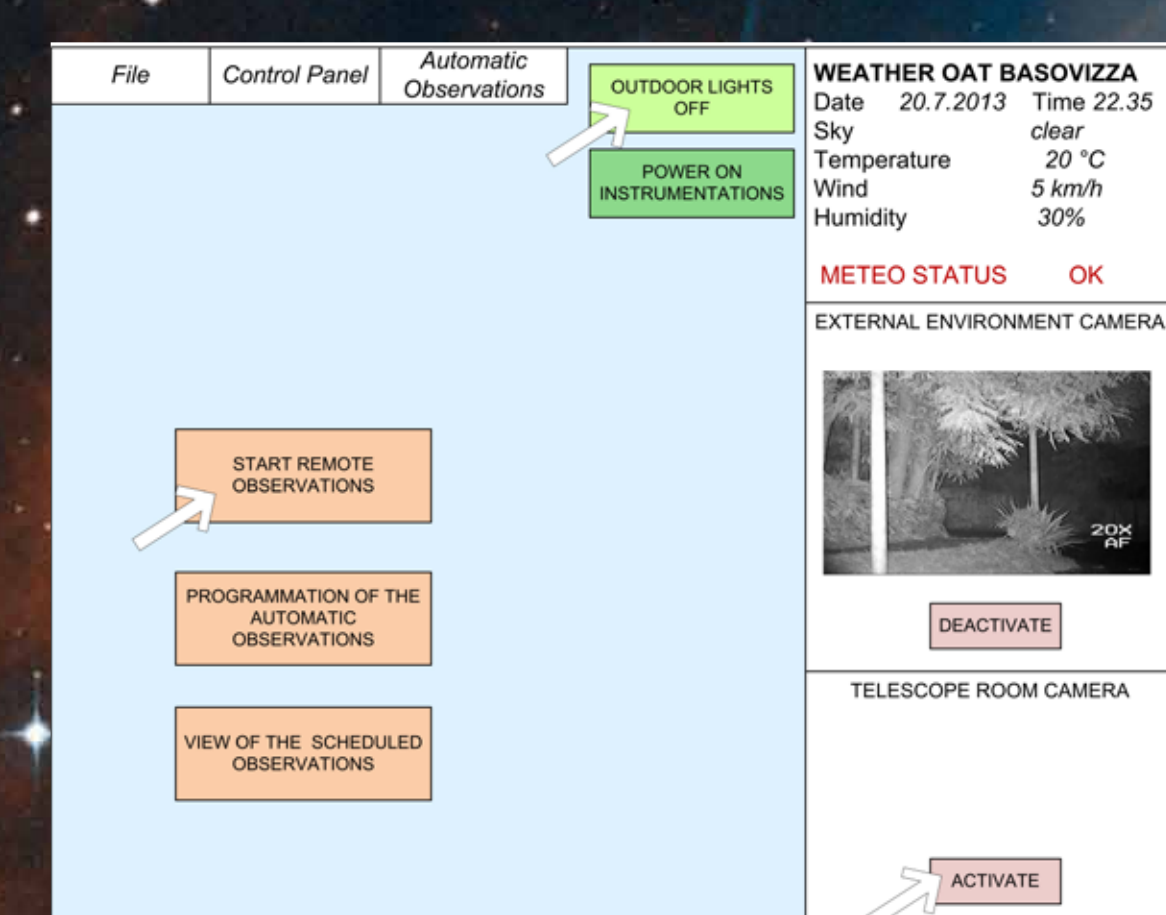 File
Control Panel
Automatic
Observations
OUTDOOR LIGHTS
OFF
POWER ON
INSTRUMENTATIONS
START REMOTE
OBSERVATIONS
PROGRAMMATION OF THE
AUTOMATIC
OBSERVATIONS
VIEW OF THE SCHEDULED
OBSERVATIONS
WEATHER OAT BASOVIZZA
Date 20.7.2013 Time 22.35
Sky clear
Temperature 20 °C
Wind 5 km/h
Humidity 30%
METEO STATUS OK
EXTERNAL ENVIRONMENT CAMERA
20X
AF
DEACTIVATE
TELESCOPE ROOM CAMERA
ACTIVATE